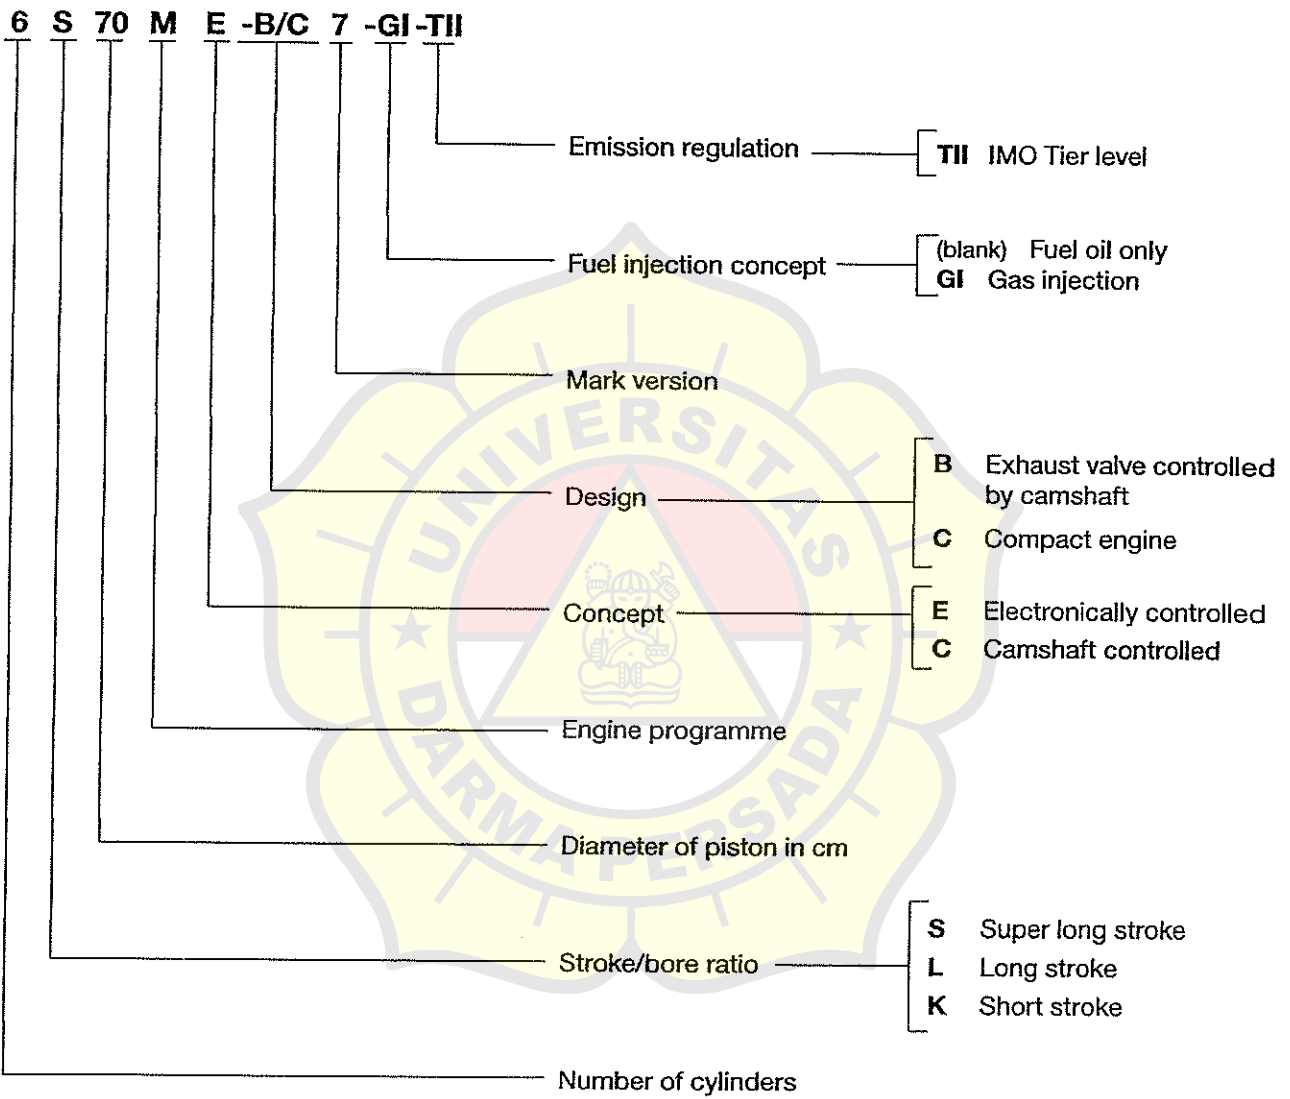 6 S 70 M E -B/C 7 -GI -TII
Emission regulation
TII IMO Tier level
Fuel injection concept
(blank) Fuel oil only
GI Gas injection
Mark version
Design
B Exhaust valve controlled
by camshaft
C Compact engine
Concept
E Electronically controlled
C Camshaft controlled
Engine programme
Diameter of piston in cm
Stroke/bore ratio
S Super long stroke
L Long stroke
K Short stroke
Number of cylinders
UNIVERSITAS
DARMA PERSADA